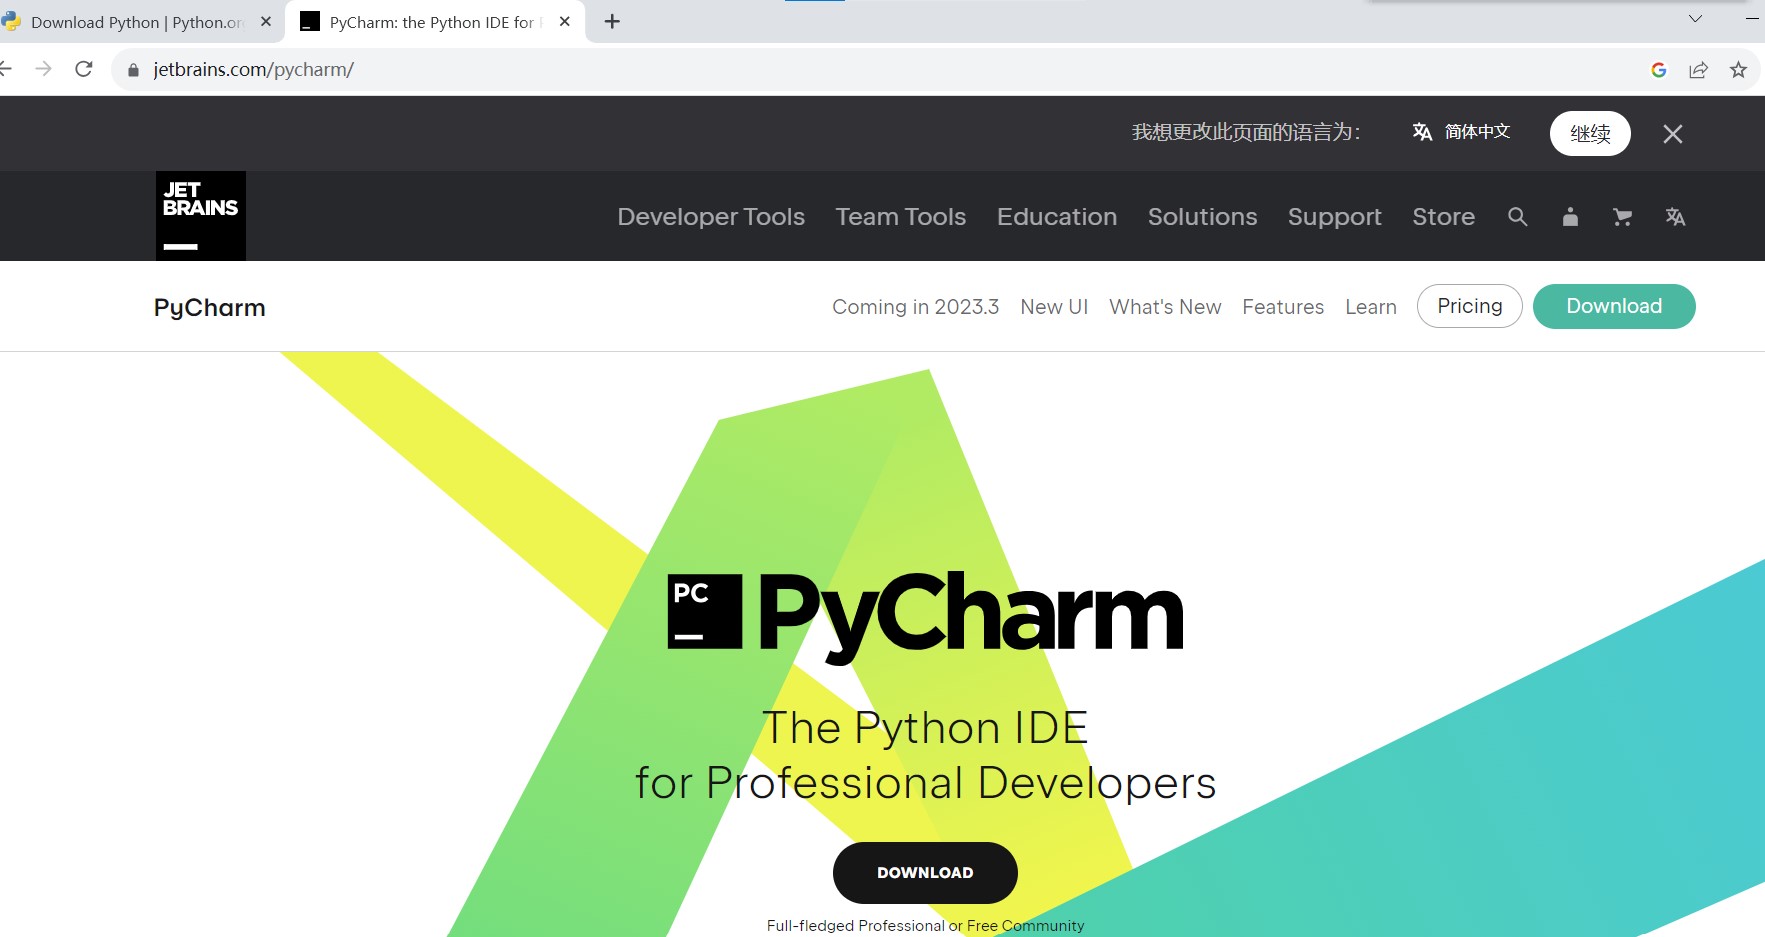 Download Python | Python.or
PyCharm: the Python IDE for
jetbrains.com/pycharm/
我想更改此页面的语言为：
简体中文
继续
JET
BRAINS
Developer Tools Team Tools Education Solutions Support Store
PyCharm
Coming in 2023.3 New UI What's New Features Learn Pricing Download
PC
PyCharm
The Python IDE
for Professional Developers
DOWNLOAD
Full-fledged Professional or Free Community